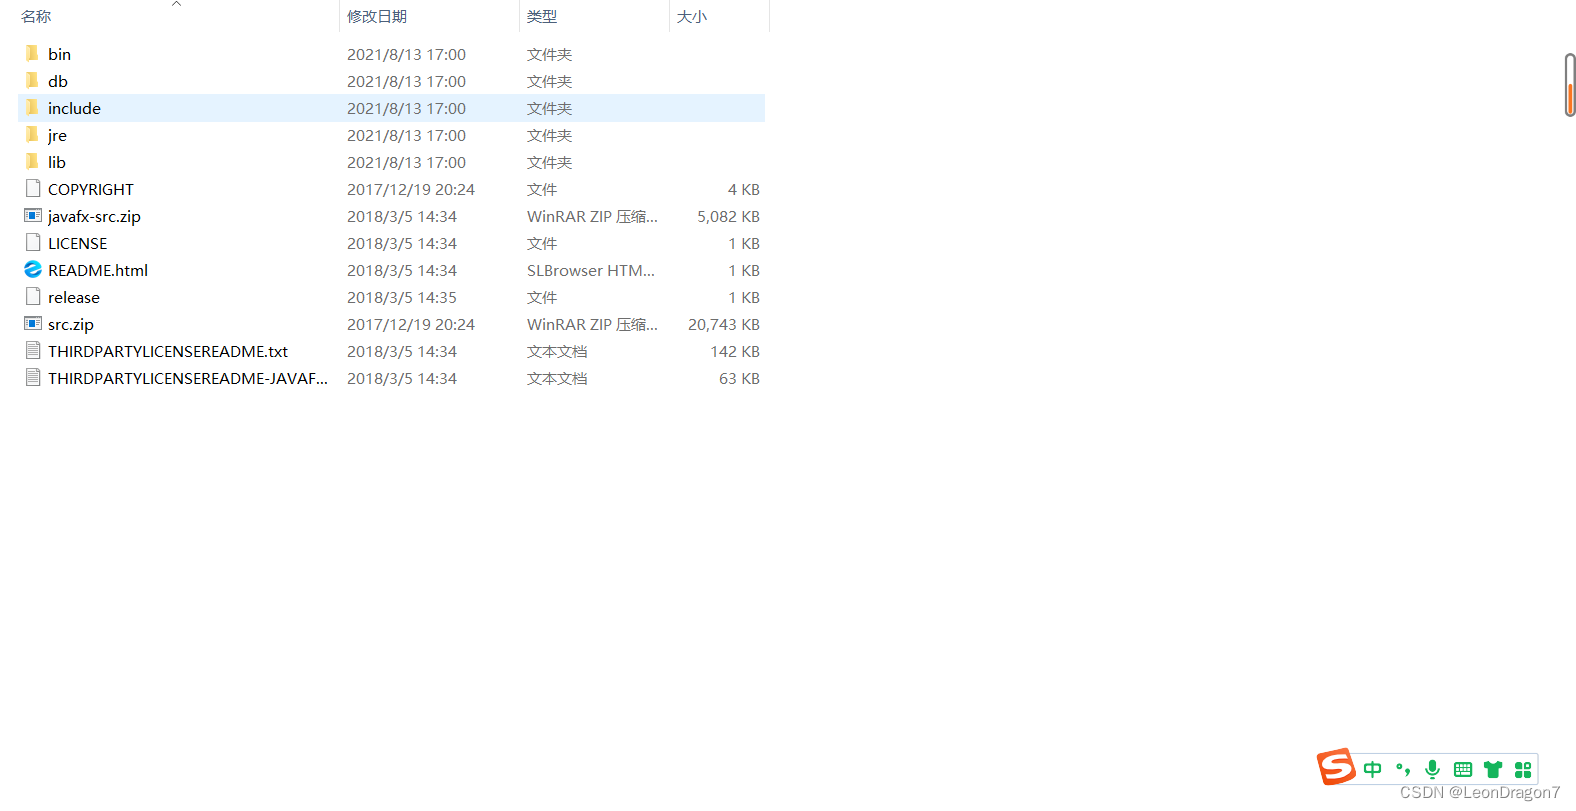 名称 修改日期 类型 大小
bin 2021/8/13 17:00 文件夹
db 2021/8/13 17:00 文件夹
include 2021/8/13 17:00 文件夹
jre 2021/8/13 17:00 文件夹
lib 2021/8/13 17:00 文件夹
COPYRIGHT 2017/12/19 20:24 文件 4 KB
javafx-src.zip 2018/3/5 14:34 WinRAR ZIP 压缩... 5,082 KB
LICENSE 2018/3/5 14:34 文件 1 KB
README.html 2018/3/5 14:34 SLBrowser HTM... 1 KB
release 2018/3/5 14:35 文件 1 KB
src.zip 2017/12/19 20:24 WinRAR ZIP 压缩... 20,743 KB
THIRDPARTYLICENSEREADME.txt 2018/3/5 14:34 文本文档 142 KB
THIRDPARTYLICENSEREADME-JAVAF... 2018/3/5 14:34 文本文档 63 KB
S 中 °,
CSDN @LeonDragon7